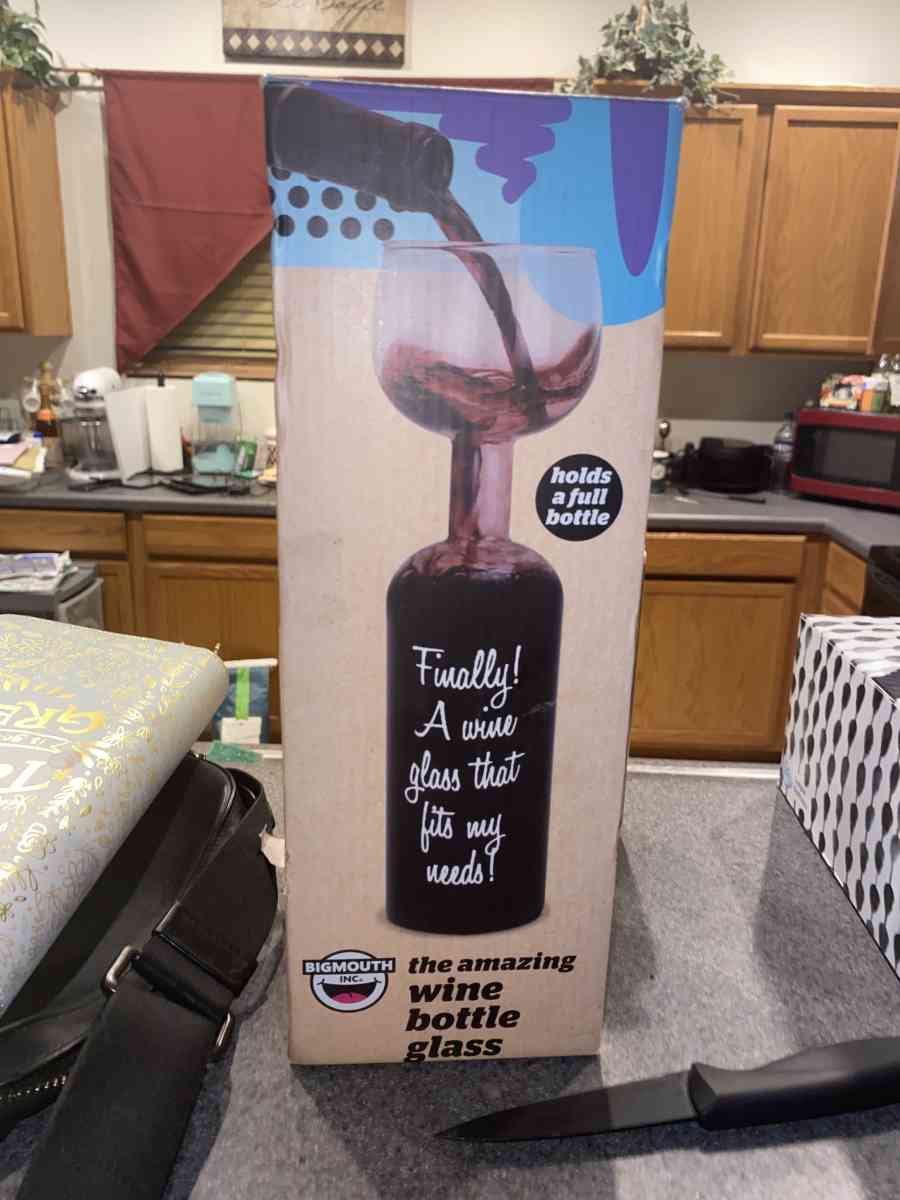 holds
a full
bottle
Finally!
A wine
glass that
fits my
needs!
BIGMOUTH
INC.
the amazing
wine
bottle
glass